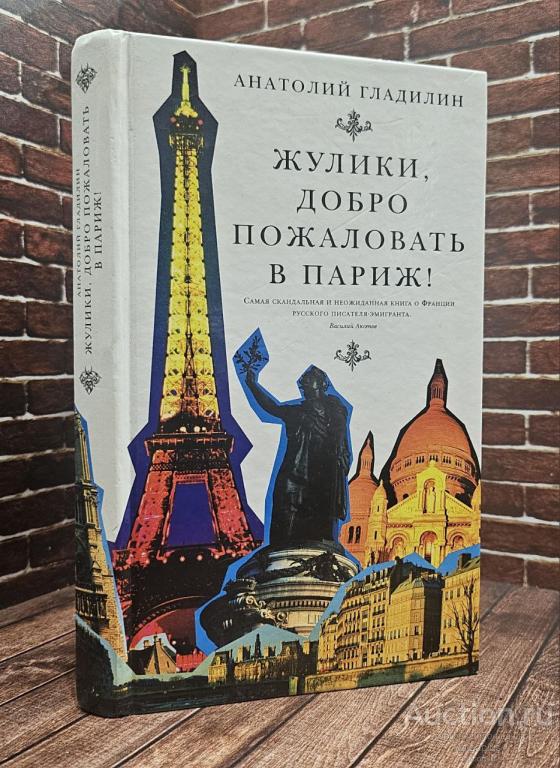 АНАТОЛИЙ ГЛАДИЛИН
ЖУЛИКИ, ДОБРО ПОЖАЛОВАТЬ
В ПАРИЖ!
АНАТОЛИЙ ГЛАДИЛИН
ЖУЛИКИ,
ДОБРО
ПОЖАЛОВАТЬ
В ПАРИЖ!
Самая скандальная и неожиданная книга о Франции
русского писателя-эмигранта.
Василий Аксенов
Auction.ru